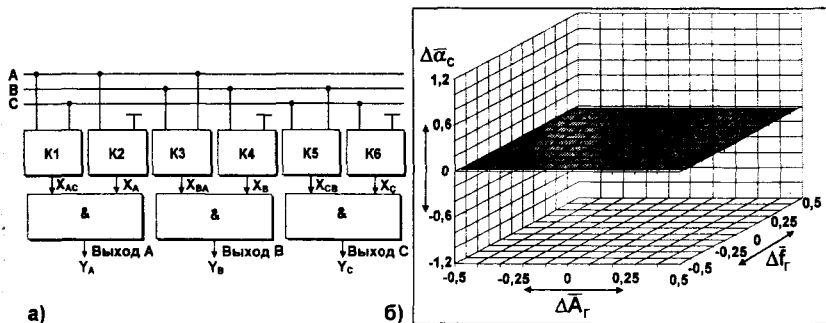 A
B
C
K1 K2 K3 K4 K5 K6
X_AC X_A X_BA X_B X_CB X_C
& & &
Выход A Выход B Выход C
Y_A Y_B Y_C
а)
б)
Δᾱ_C
1,2
0,6
0
-0,6
-1,2
-0,5 -0,25 0 0,25 0,5
ΔĀ_Г
-0,5
-0,25
0
0,25
0,5
Δf̄_Г